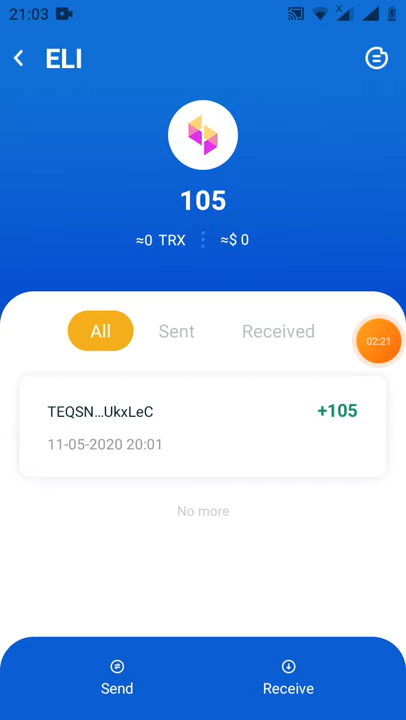 21:03
ELI
105
≈0 TRX ≈$ 0
All Sent Received
02:21
TEQSN...UkxLeC +105
11-05-2020 20:01
No more
Send Receive